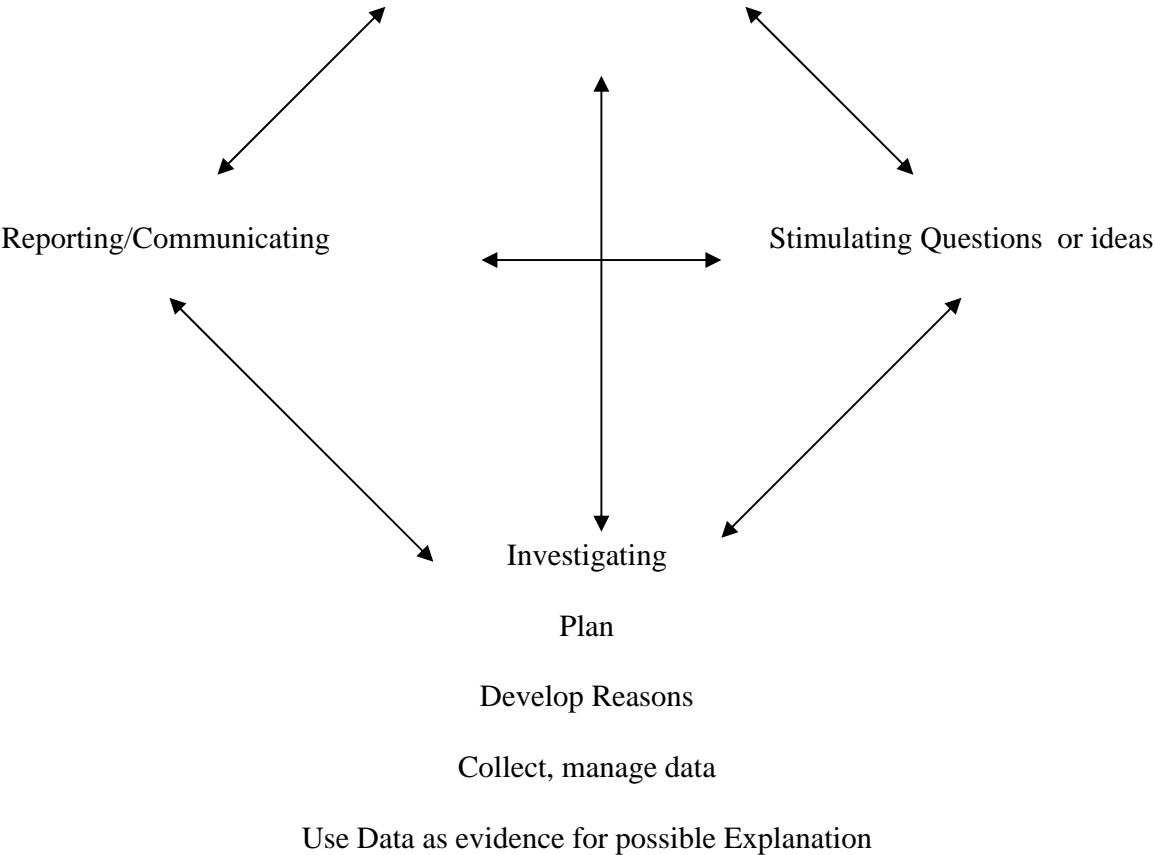 Reporting/Communicating
Stimulating Questions or ideas
Investigating
Plan
Develop Reasons
Collect, manage data
Use Data as evidence for possible Explanation